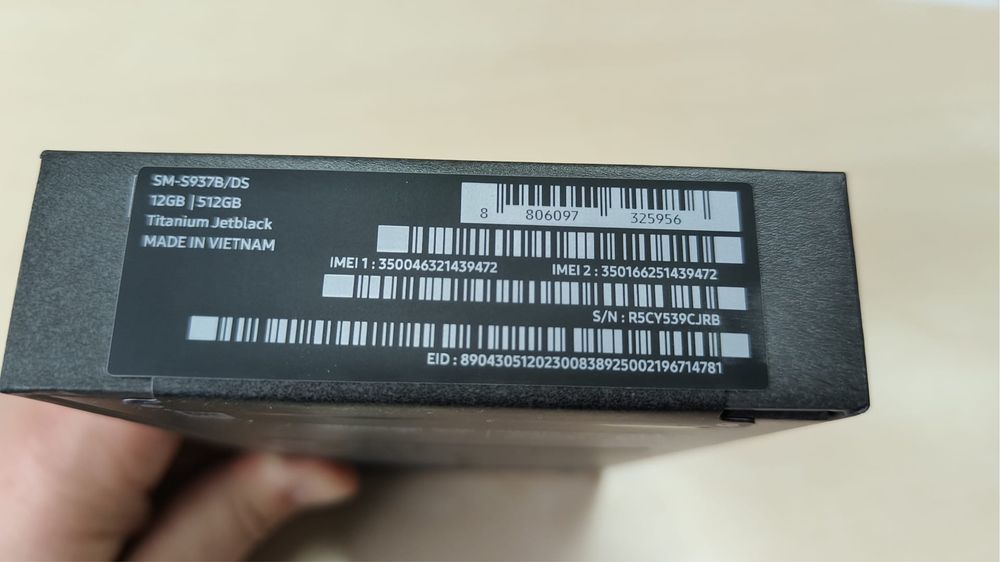 SM-S937B/DS
12GB | 512GB
Titanium Jetblack
MADE IN VIETNAM
8 806097 325956
IMEI 1 : 350046321439472 IMEI 2 : 350166251439472
S/N : R5CY539CJRB
EID : 89043051202300838925002196714781